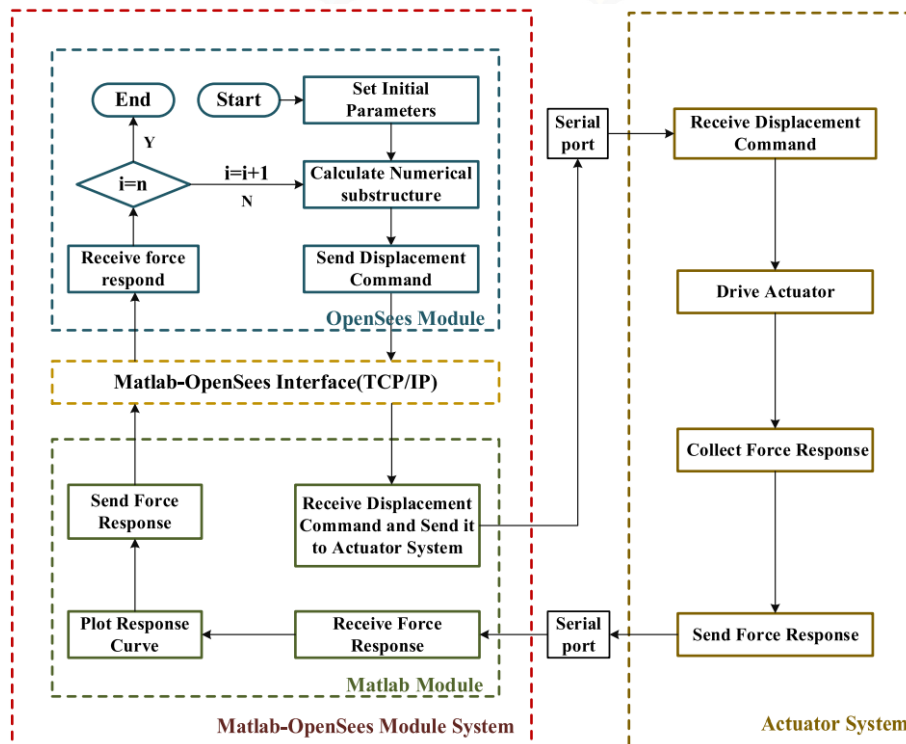 End
Start
Set Initial
Parameters
Y
i=n
i=i+1
N
Calculate Numerical
substructure
Receive force
respond
Send Displacement
Command
OpenSees Module
Matlab-OpenSees Interface(TCP/IP)
Send Force
Response
Receive Displacement
Command and Send it
to Actuator System
Plot Response
Curve
Receive Force
Response
Matlab Module
Matlab-OpenSees Module System
Serial
port
Serial
port
Receive Displacement
Command
Drive Actuator
Collect Force Response
Send Force Response
Actuator System